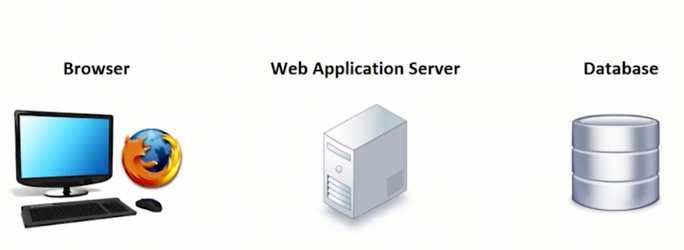 Browser
Web Application Server
Database